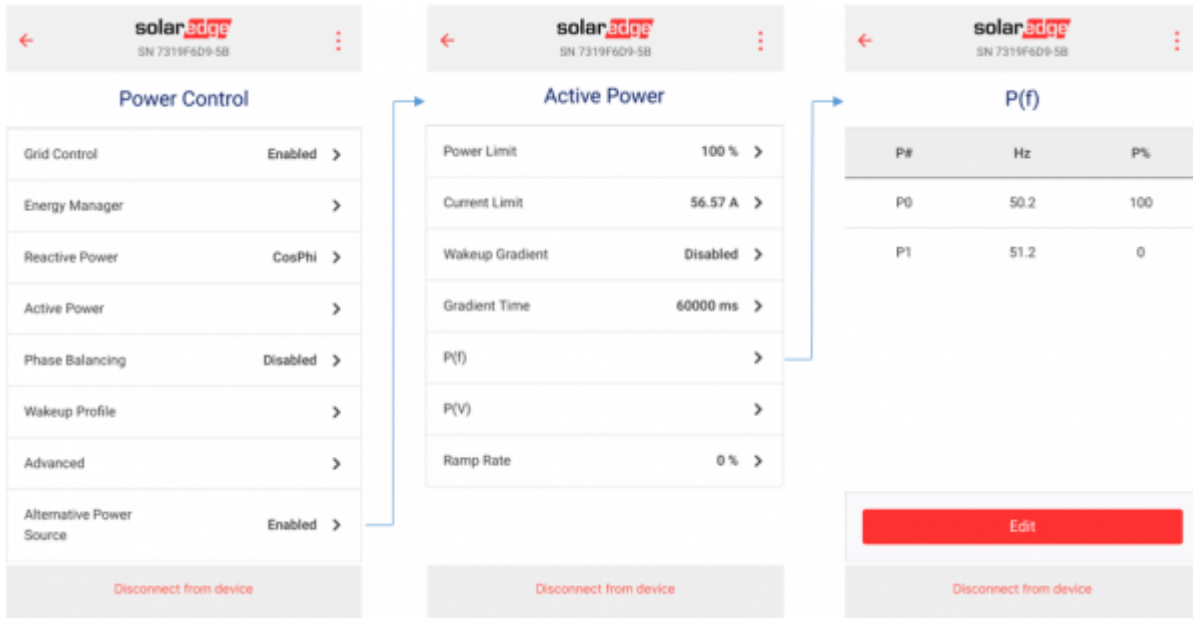 solaredge
SN 7319F6D9-5B
Power Control
Grid Control Enabled
Energy Manager
Reactive Power CosPhi
Active Power
Phase Balancing Disabled
Wakeup Profile
Advanced
Alternative Power
Source Enabled
Disconnect from device
solaredge
SN 7319F6D9-5B
Active Power
Power Limit 100 %
Current Limit 56.57 A
Wakeup Gradient Disabled
Gradient Time 60000 ms
P(f)
P(V)
Ramp Rate 0 %
Disconnect from device
solaredge
SN 7319F6D9-5B
P(f)
P# Hz P%
P0 50.2 100
P1 51.2 0
Edit
Disconnect from device